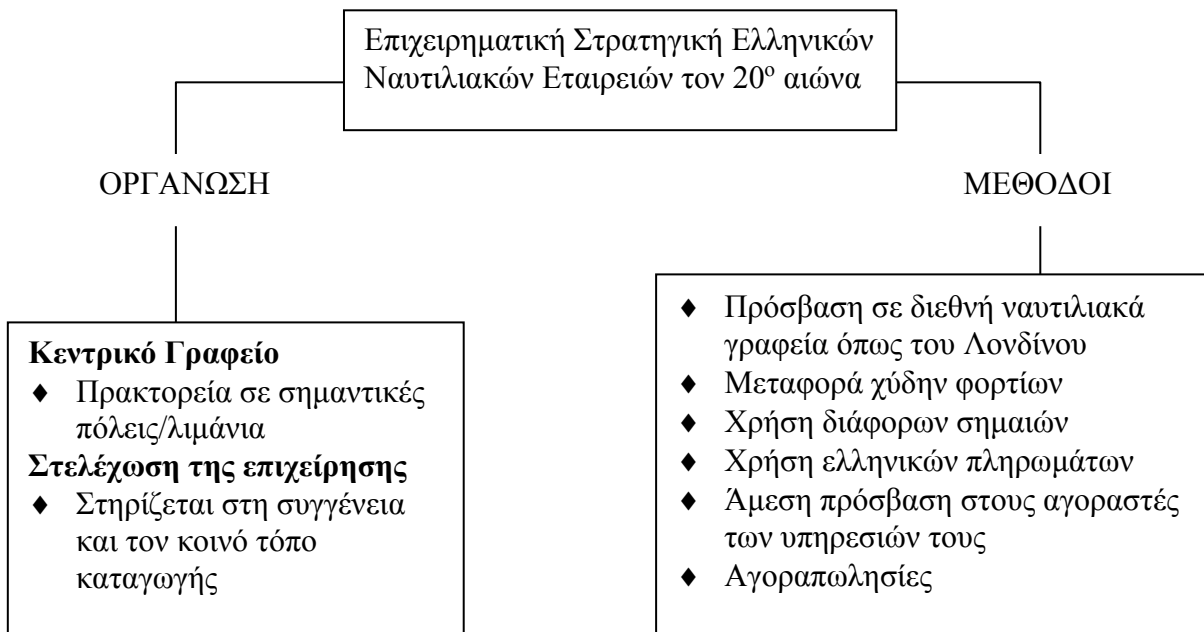 Επιχειρηματική Στρατηγική Ελληνικών
Ναυτιλιακών Εταιρειών τον 20ο αιώνα
ΟΡΓΑΝΩΣΗ
ΜΕΘΟΔΟΙ
Κεντρικό Γραφείο
♦ Πρακτορεία σε σημαντικές
πόλεις/λιμάνια
Στελέχωση της επιχείρησης
♦ Στηρίζεται στη συγγένεια
και τον κοινό τόπο
καταγωγής
♦ Πρόσβαση σε διεθνή ναυτιλιακά
γραφεία όπως του Λονδίνου
♦ Μεταφορά χύδην φορτίων
♦ Χρήση διάφορων σημαιών
♦ Χρήση ελληνικών πληρωμάτων
♦ Άμεση πρόσβαση στους αγοραστές
των υπηρεσιών τους
♦ Αγοραπωλησίες